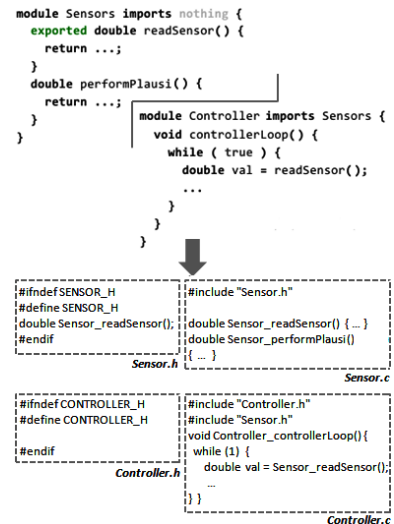 module Sensors imports nothing {
exported double readSensor() {
return ...;
}
double performPlausi() {
return ...;
}
}
module Controller imports Sensors {
void controllerLoop() {
while ( true ) {
double val = readSensor();
...
}
}
}
#ifndef SENSOR_H
#define SENSOR_H
double Sensor_readSensor();
#endif
Sensor.h
#include "Sensor.h"
double Sensor_readSensor() { ... }
double Sensor_performPlausi()
{ ... }
Sensor.c
#ifndef CONTROLLER_H
#define CONTROLLER_H
#endif
Controller.h
#include "Controller.h"
#include "Sensor.h"
void Controller_controllerLoop() {
while (1) {
double val = Sensor_readSensor();
...
} }
Controller.c